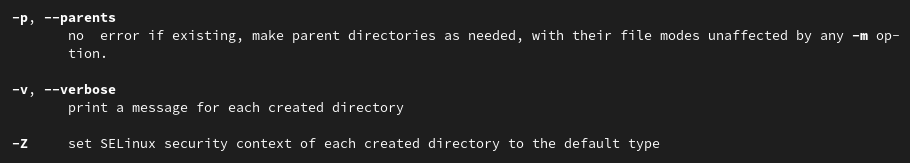 -p, --parents
no  error if existing, make parent directories as needed, with their file modes unaffected by any -m op‐
tion.
-v, --verbose
print a message for each created directory
-Z     set SELinux security context of each created directory to the default type